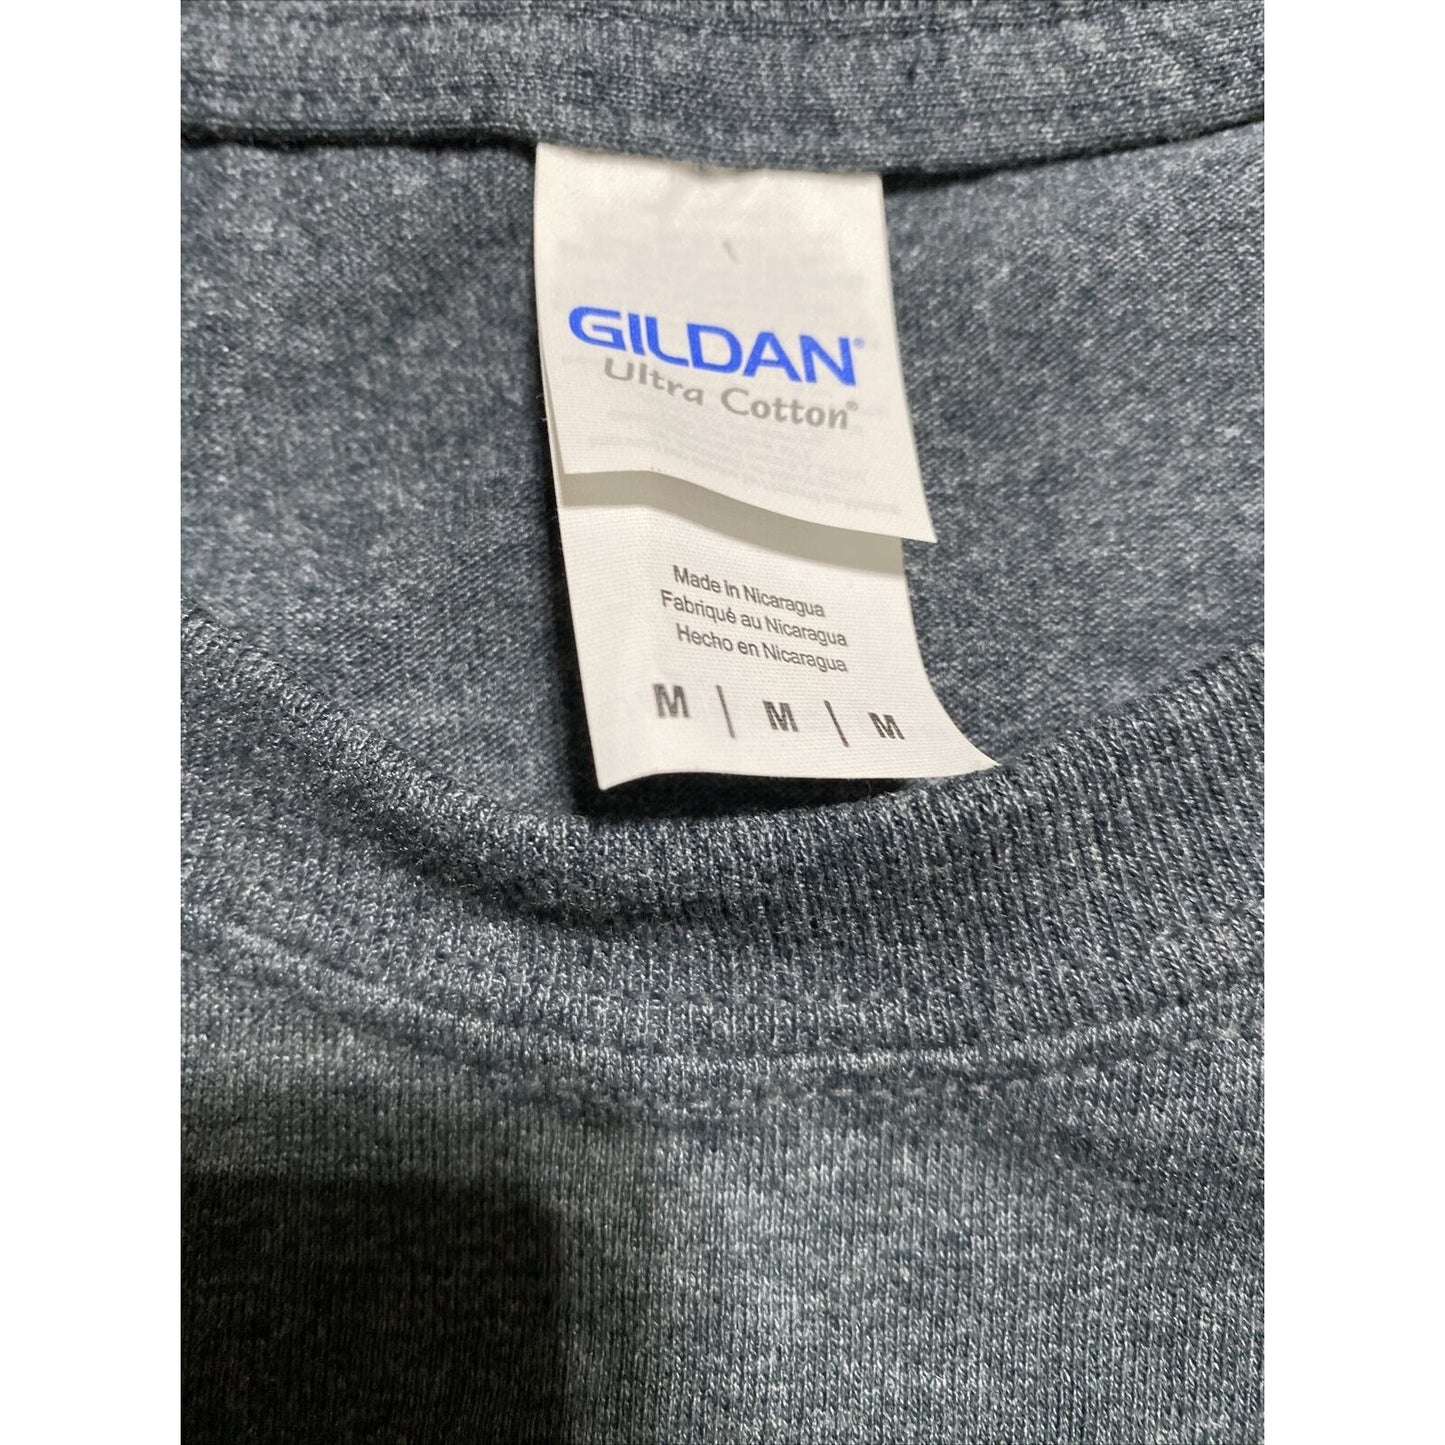 GILDAN®
Ultra Cotton®
Made in Nicaragua
Fabriqué au Nicaragua
Hecho en Nicaragua
M | M | M